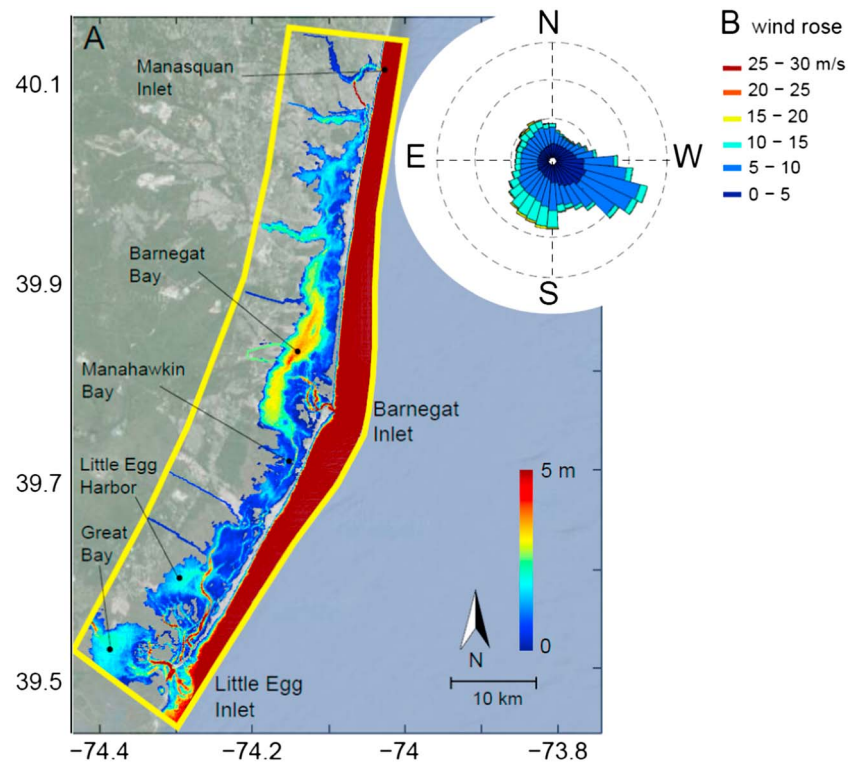 A
Manasquan
Inlet
Barnegat
Bay
Manahawkin
Bay
Little Egg
Harbor
Great
Bay
Barnegat
Inlet
Little Egg
Inlet
5 m
0
N
10 km
40.1
39.9
39.7
39.5
−74.4
−74.2
−74
−73.8
N
E
W
S
B wind rose
25 − 30 m/s
20 − 25
15 − 20
10 − 15
5 − 10
0 − 5